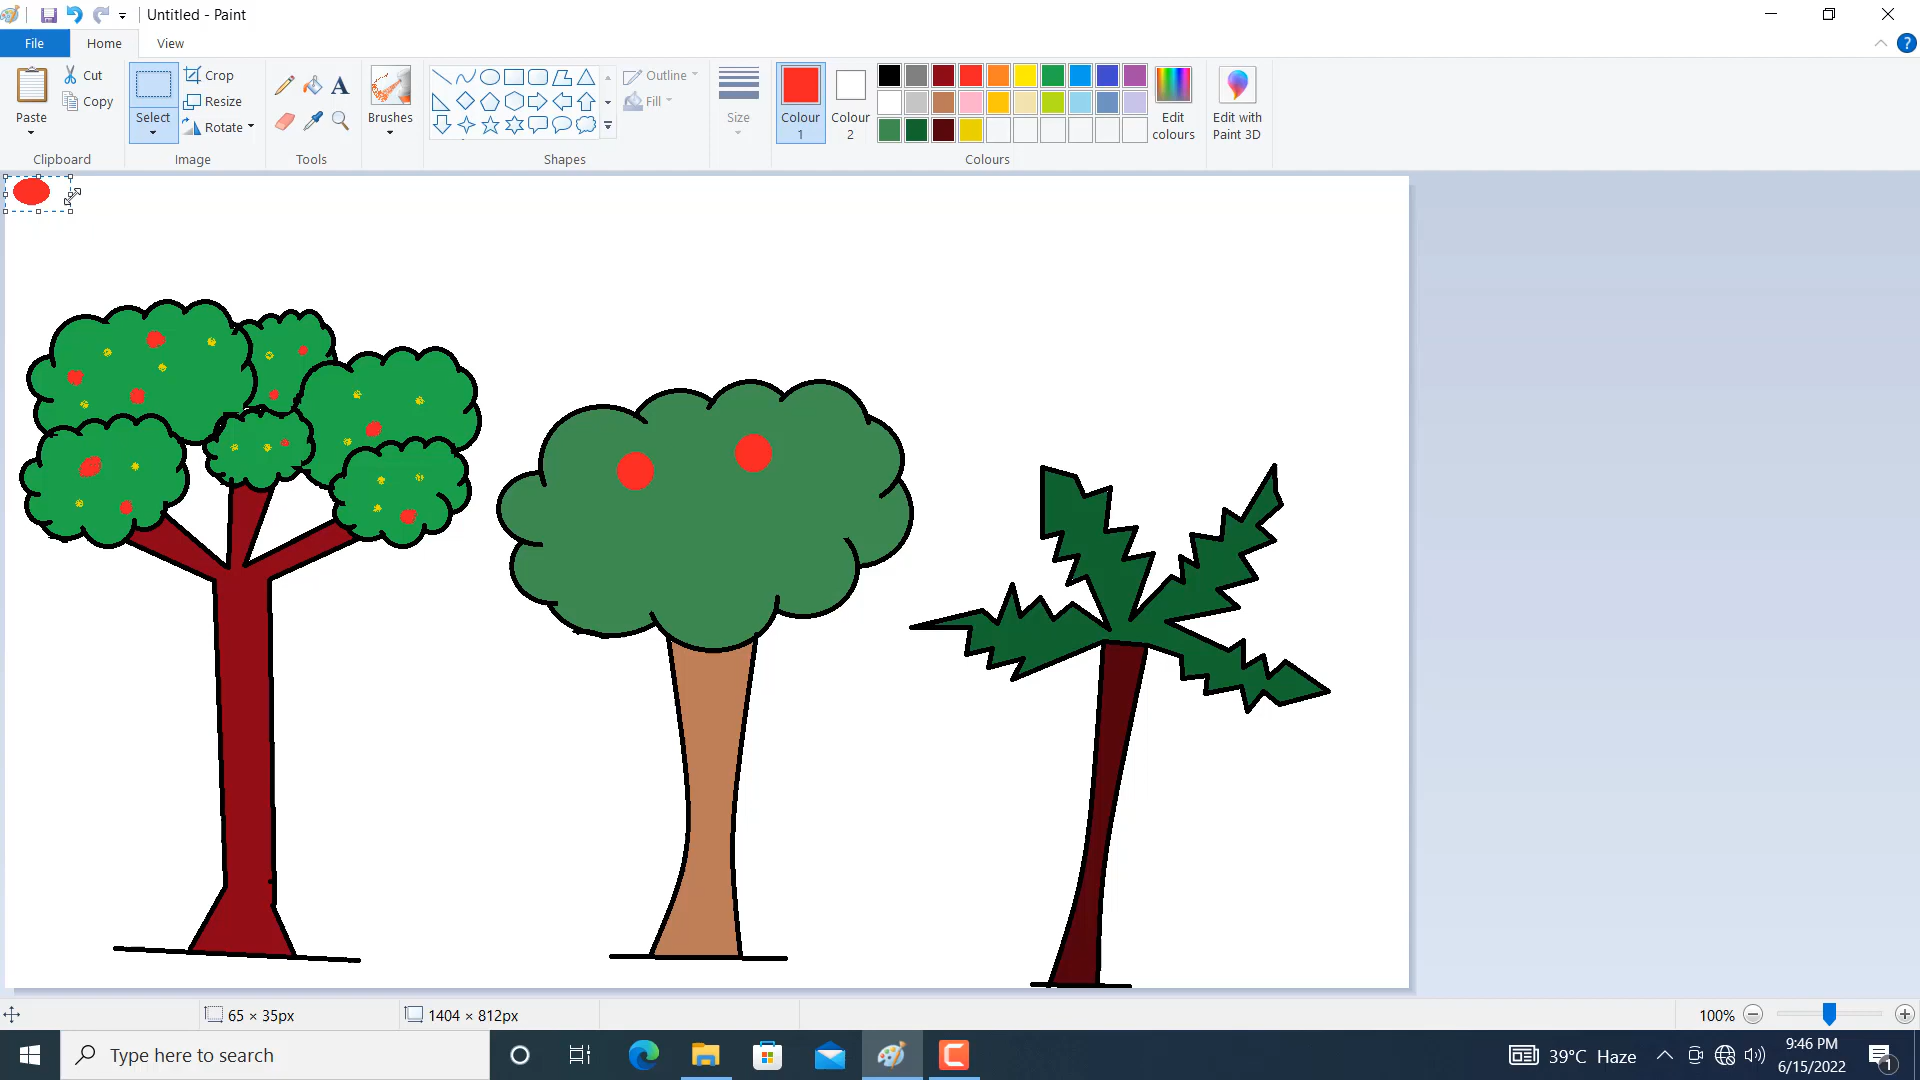 Untitled - Paint
File Home View
Paste Cut Copy Select Crop Resize Rotate A Brushes Outline Fill Size Colour 1 Colour 2 Edit colours Edit with Paint 3D ?
Clipboard Image Tools Shapes Colours
65 × 35px 1404 × 812px 100%
Type here to search 39°C Haze 9:46 PM 1
6/15/2022